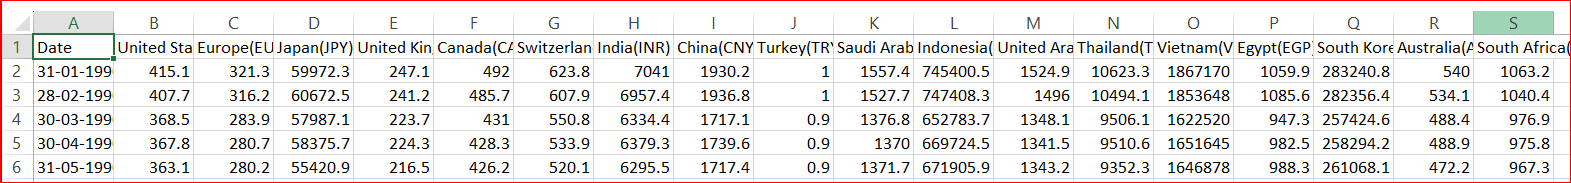 A B C D E F G H I J K L M N O P Q R S
1 Date United Sta Europe(EU Japan(JPY) United Kin Canada(CA Switzerlan India(INR) China(CNY Turkey(TRY Saudi Arab Indonesia( United Ara Thailand(T Vietnam(V Egypt(EGP South Kore Australia(A South Africa(
2 31-01-199 415.1 321.3 59972.3 247.1 492 623.8 7041 1930.2 1 1557.4 745400.5 1524.9 10623.3 1867170 1059.9 283240.8 540 1063.2
3 28-02-199 407.7 316.2 60672.5 241.2 485.7 607.9 6957.4 1936.8 1 1527.7 747408.3 1496 10494.1 1853648 1085.6 282356.4 534.1 1040.4
4 30-03-199 368.5 283.9 57987.1 223.7 431 550.8 6334.4 1717.1 0.9 1376.8 652783.7 1348.1 9506.1 1622520 947.3 257424.6 488.4 976.9
5 30-04-199 367.8 280.7 58375.7 224.3 428.3 533.9 6379.3 1739.6 0.9 1370 669724.5 1341.5 9510.6 1651645 982.5 258294.2 488.9 975.8
6 31-05-199 363.1 280.2 55420.9 216.5 426.2 520.1 6295.5 1717.4 0.9 1371.7 671905.9 1343.2 9352.3 1646878 988.3 261068.1 472.2 967.3